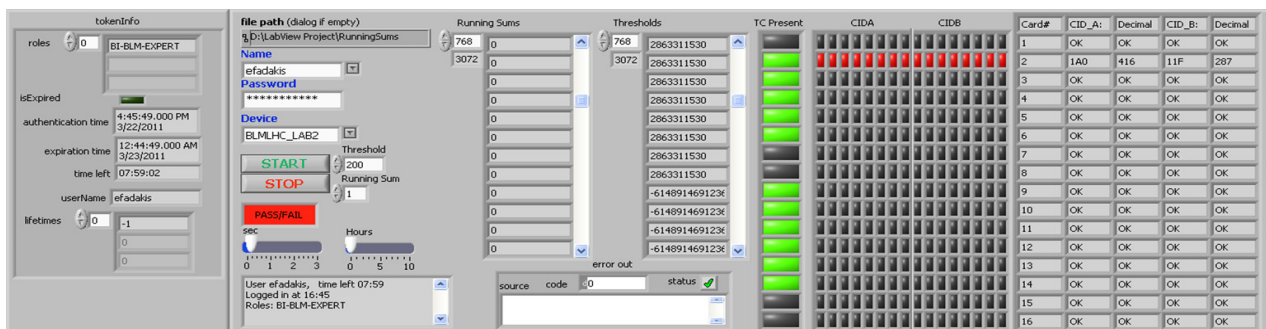 tokenInfo
roles 0 BI-BLM-EXPERT
isExpired
authentication time 4:45:49.000 PM
3/22/2011
expiration time 12:44:49.000 AM
3/23/2011
time left 07:59:02
userName efadakis
lifetimes 0 -1
0
0
file path (dialog if empty)
D:\LabView Project\RunningSums
Name
efadakis
Password
***********
Device
BLMLHC_LAB2
START
STOP
Threshold
200
Running Sum
1
PASS/FAIL
sec
0 1 2 3
Hours
0 5 10
User efadakis, time left 07:59
Logged in at 16:45
Roles: BI-BLM-EXPERT
Running Sums
768
3072
0
0
0
0
0
0
0
0
0
0
0
0
Thresholds
768
3072
2863311530
2863311530
2863311530
2863311530
2863311530
2863311530
2863311530
2863311530
-614891469123
-614891469123
-614891469123
-614891469123
error out
source code 0 status
TC Present
CIDA CIDB
Card# CID_A: Decimal CID_B: Decimal
1 OK OK OK OK
2 1A0 416 11F 287
3 OK OK OK OK
4 OK OK OK OK
5 OK OK OK OK
6 OK OK OK OK
7 OK OK OK OK
8 OK OK OK OK
9 OK OK OK OK
10 OK OK OK OK
11 OK OK OK OK
12 OK OK OK OK
13 OK OK OK OK
14 OK OK OK OK
15 OK OK OK OK
16 OK OK OK OK